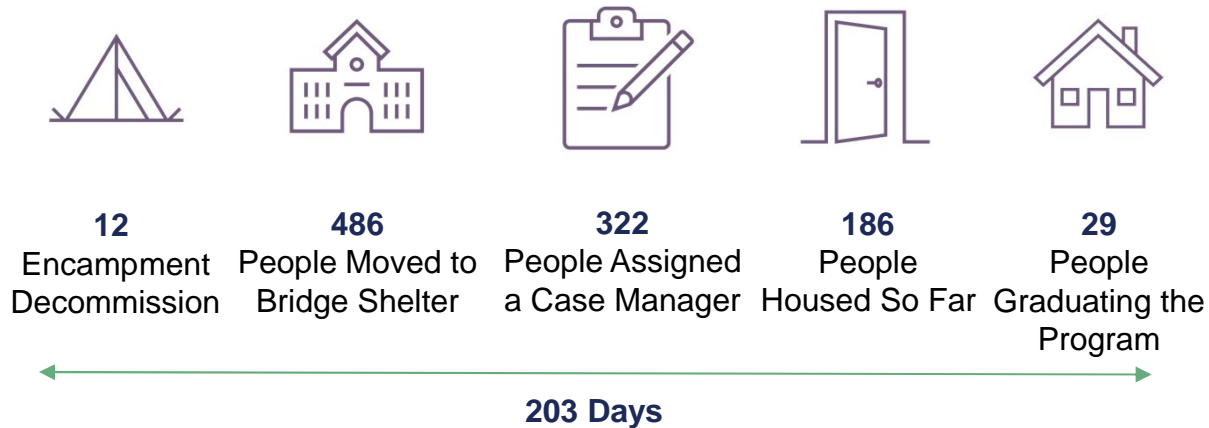 12
Encampment
Decommission
486
People Moved to
Bridge Shelter
322
People Assigned
a Case Manager
186
People
Housed So Far
29
People
Graduating the
Program
203 Days